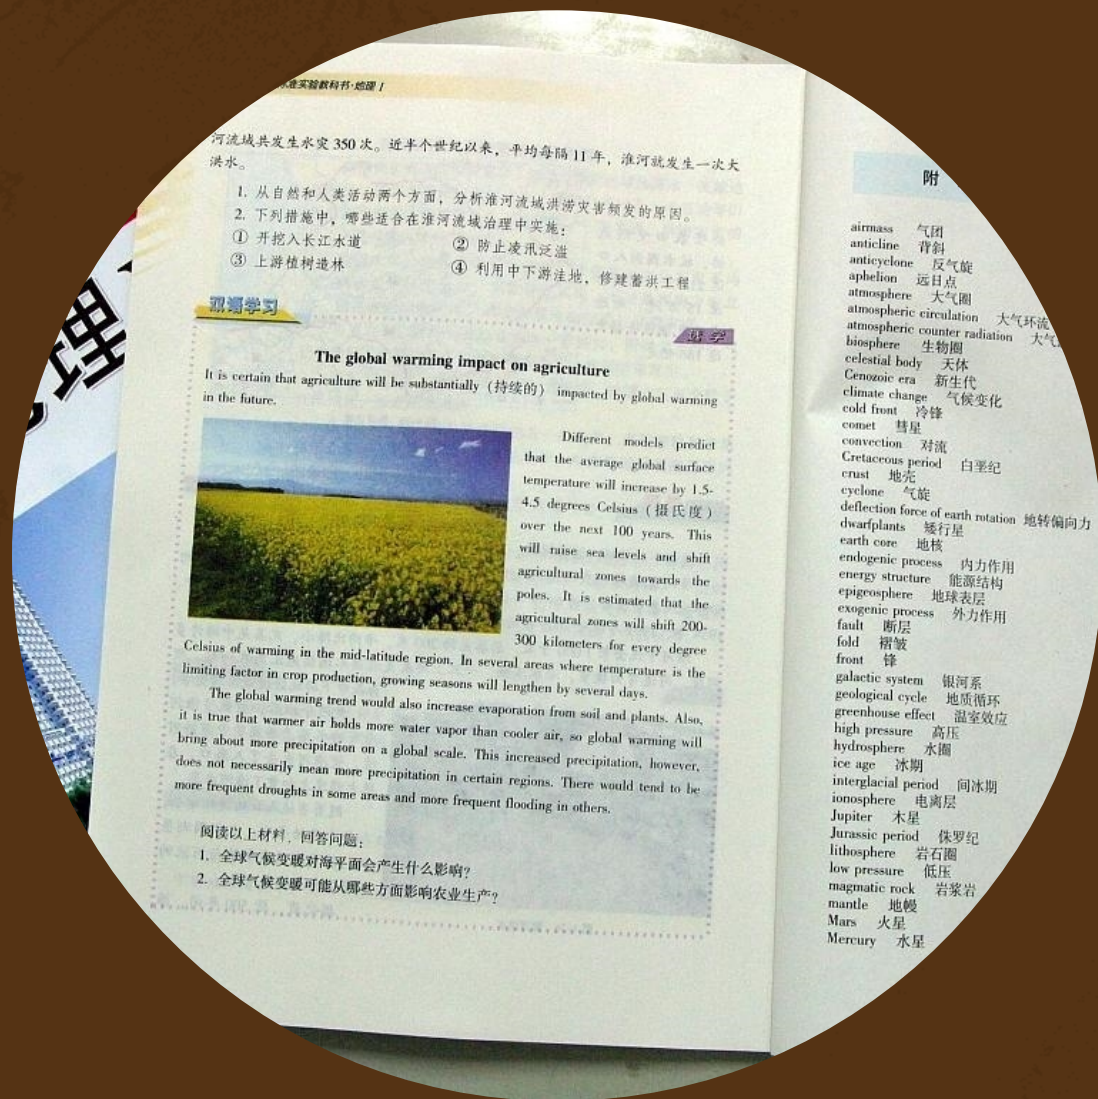 实验教科书·地理 1
河流域共发生水灾 350 次。近半个世纪以来，平均每隔 11 年，淮河就发生一次大
洪水。
1. 从自然和人类活动两个方面，分析淮河流域洪涝灾害频发的原因。
2. 下列措施中，哪些适合在淮河流域治理中实施：
① 开挖入长江水道 ② 防止凌汛泛滥
③ 上游植树造林 ④ 利用中下游洼地，修建蓄洪工程
双语学习
选学
The global warming impact on agriculture
It is certain that agriculture will be substantially（持续的） impacted by global warming
in the future.
Different models predict
that the average global surface
temperature will increase by 1.5-
4.5 degrees Celsius（摄氏度）
over the next 100 years. This
will raise sea levels and shift
agricultural zones towards the
poles. It is estimated that the
agricultural zones will shift 200-
300 kilometers for every degree
Celsius of warming in the mid-latitude region. In several areas where temperature is the
limiting factor in crop production, growing seasons will lengthen by several days.
The global warming trend would also increase evaporation from soil and plants. Also,
it is true that warmer air holds more water vapor than cooler air, so global warming will
bring about more precipitation on a global scale. This increased precipitation, however,
does not necessarily mean more precipitation in certain regions. There would tend to be
more frequent droughts in some areas and more frequent flooding in others.
阅读以上材料，回答问题：
1. 全球气候变暖对海平面会产生什么影响？
2. 全球气候变暖可能从哪些方面影响农业生产？
理
附
airmass 气团
anticline 背斜
anticyclone 反气旋
aphelion 远日点
atmosphere 大气圈
atmospheric circulation 大气环流
atmospheric counter radiation 大气
biosphere 生物圈
celestial body 天体
Cenozoic era 新生代
climate change 气候变化
cold front 冷锋
comet 彗星
convection 对流
Cretaceous period 白垩纪
crust 地壳
cyclone 气旋
deflection force of earth rotation 地转偏向力
dwarfplants 矮行星
earth core 地核
endogenic process 内力作用
energy structure 能源结构
epigeosphere 地球表层
exogenic process 外力作用
fault 断层
fold 褶皱
front 锋
galactic system 银河系
geological cycle 地质循环
greenhouse effect 温室效应
high pressure 高压
hydrosphere 水圈
ice age 冰期
interglacial period 间冰期
ionosphere 电离层
Jupiter 木星
Jurassic period 侏罗纪
lithosphere 岩石圈
low pressure 低压
magmatic rock 岩浆岩
mantle 地幔
Mars 火星
Mercury 水星